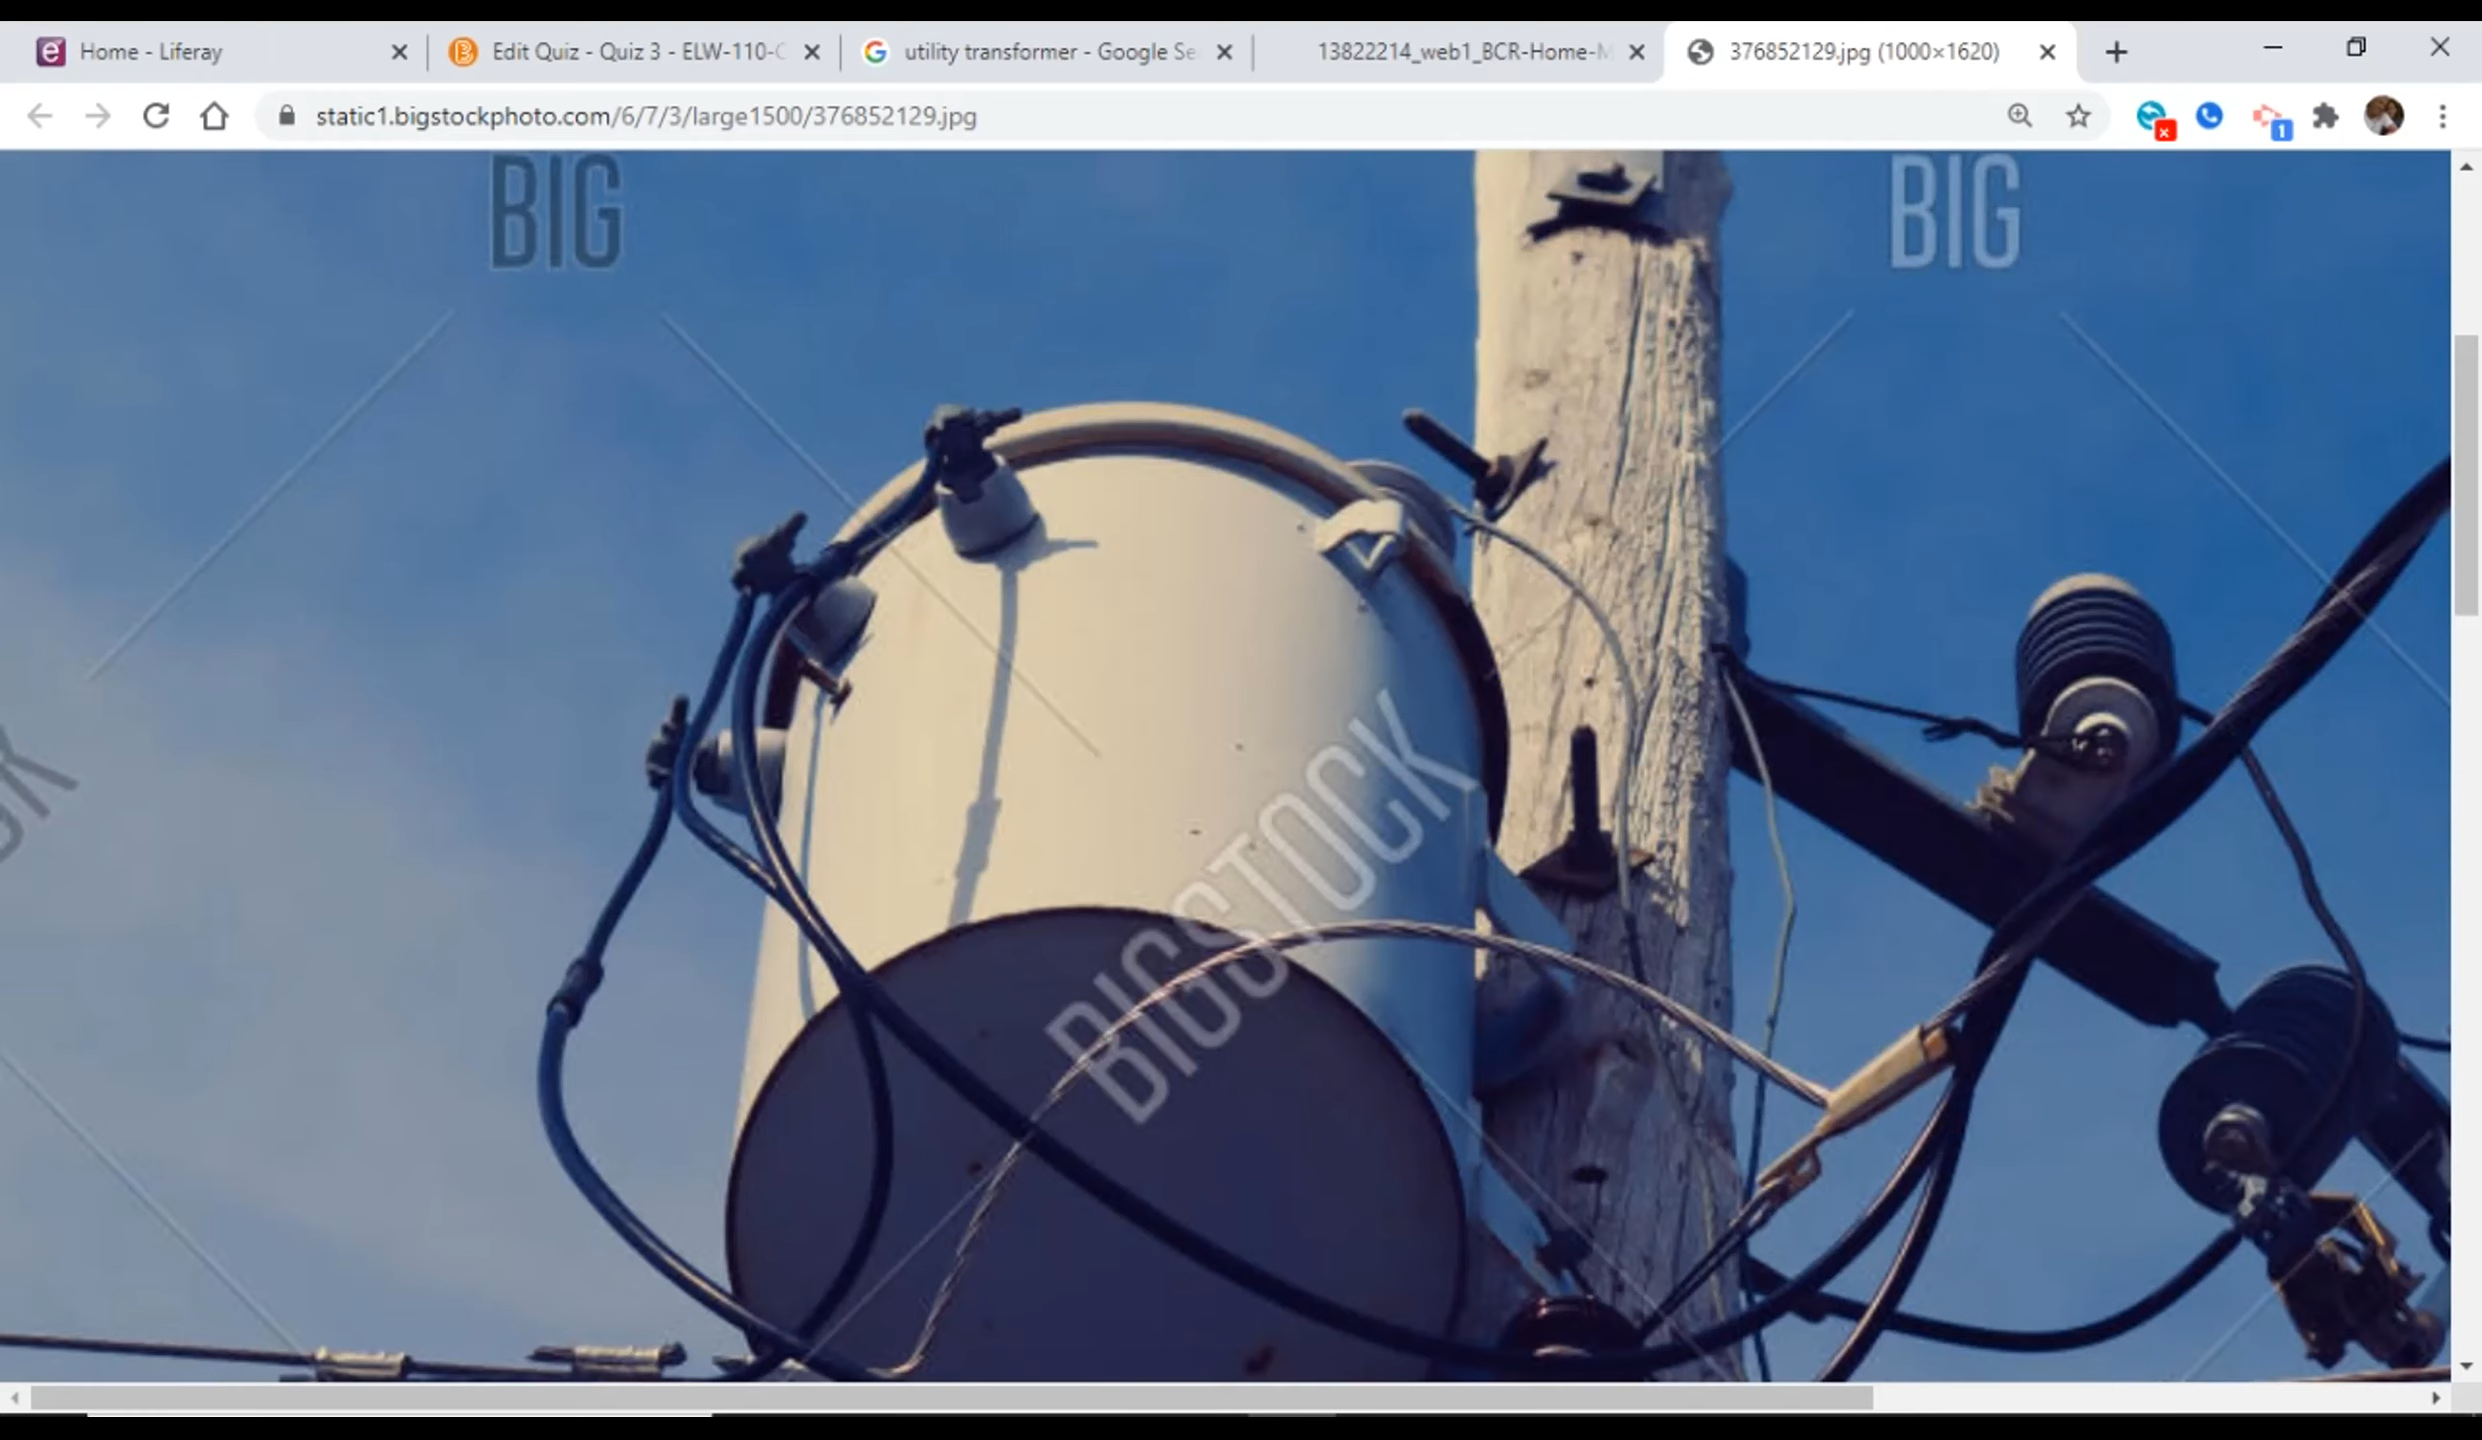 Home - Liferay
Edit Quiz - Quiz 3 - ELW-110-C
utility transformer - Google Se
13822214_web1_BCR-Home-M
376852129.jpg (1000×1620)
static1.bigstockphoto.com/6/7/3/large1500/376852129.jpg
x
1
BIG
BIG
BIGSTOCK